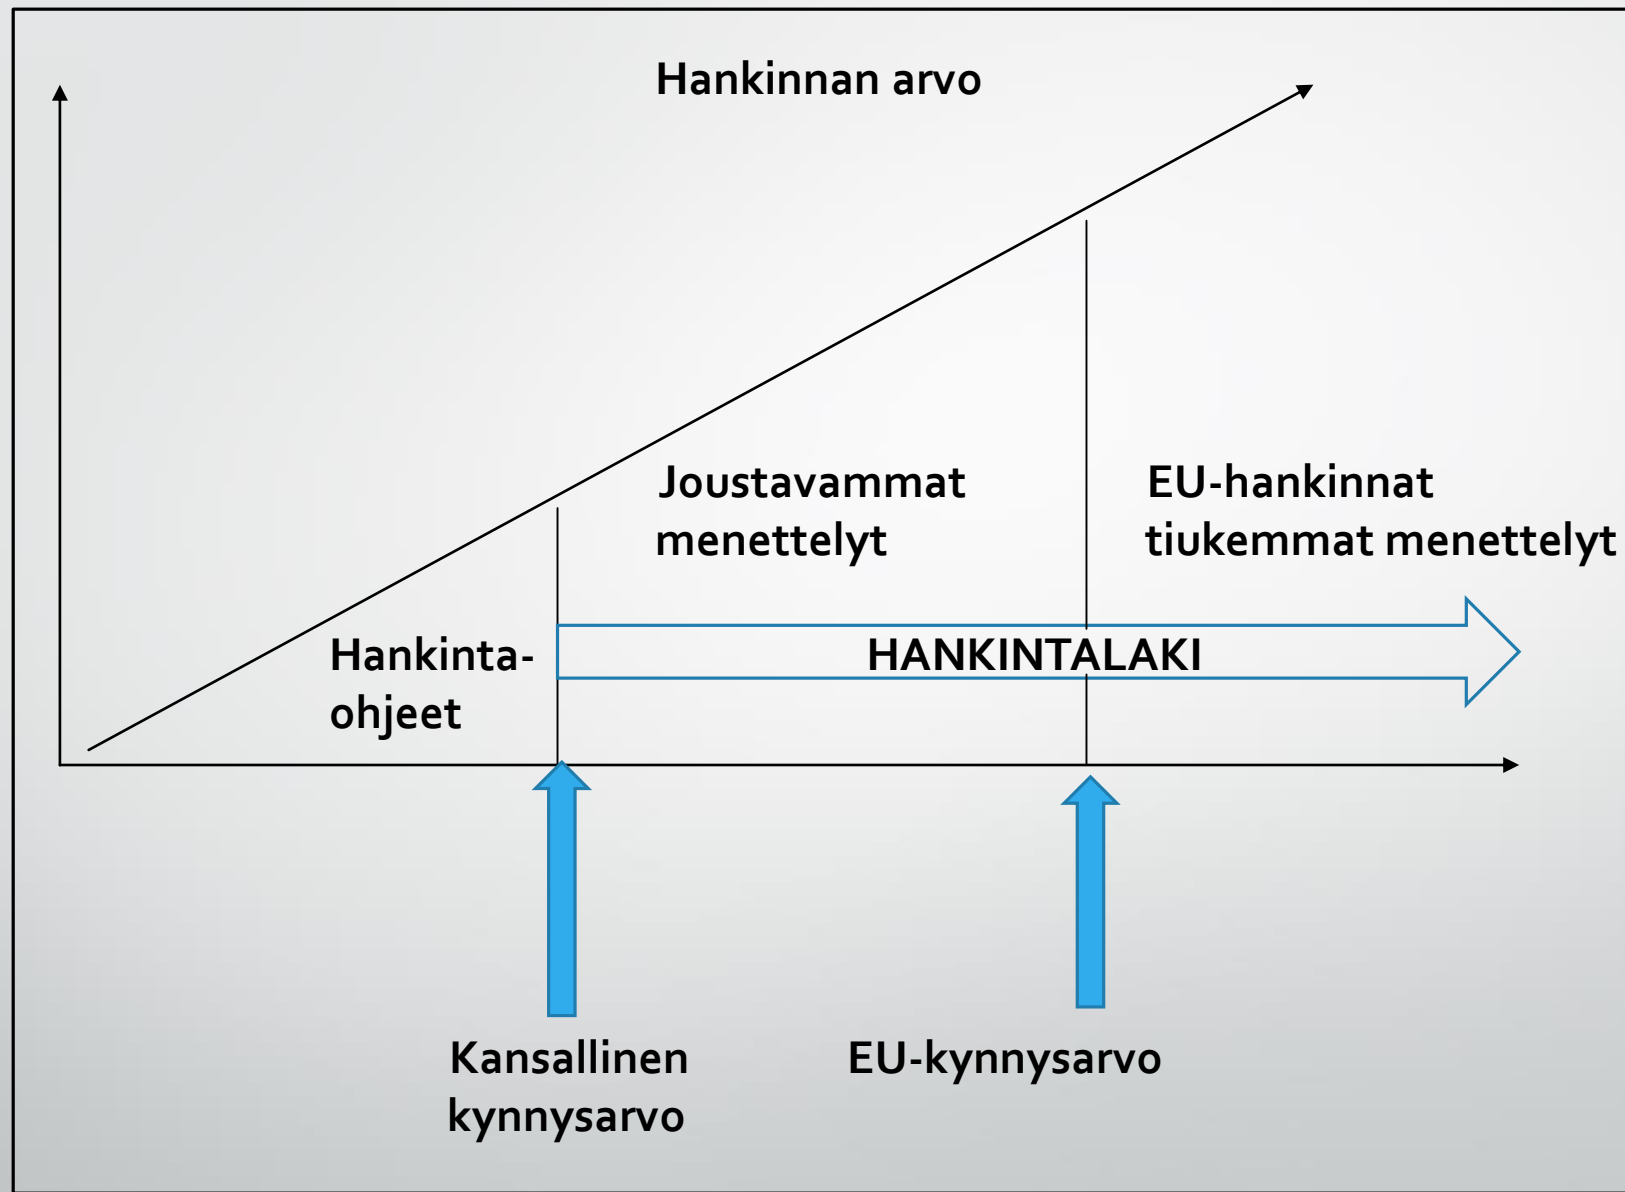 Hankinnan arvo
Joustavammat
menettelyt
EU-hankinnat
tiukemmat menettelyt
Hankinta-
ohjeet
HANKINTALAKI
Kansallinen
kynnysarvo
EU-kynnysarvo